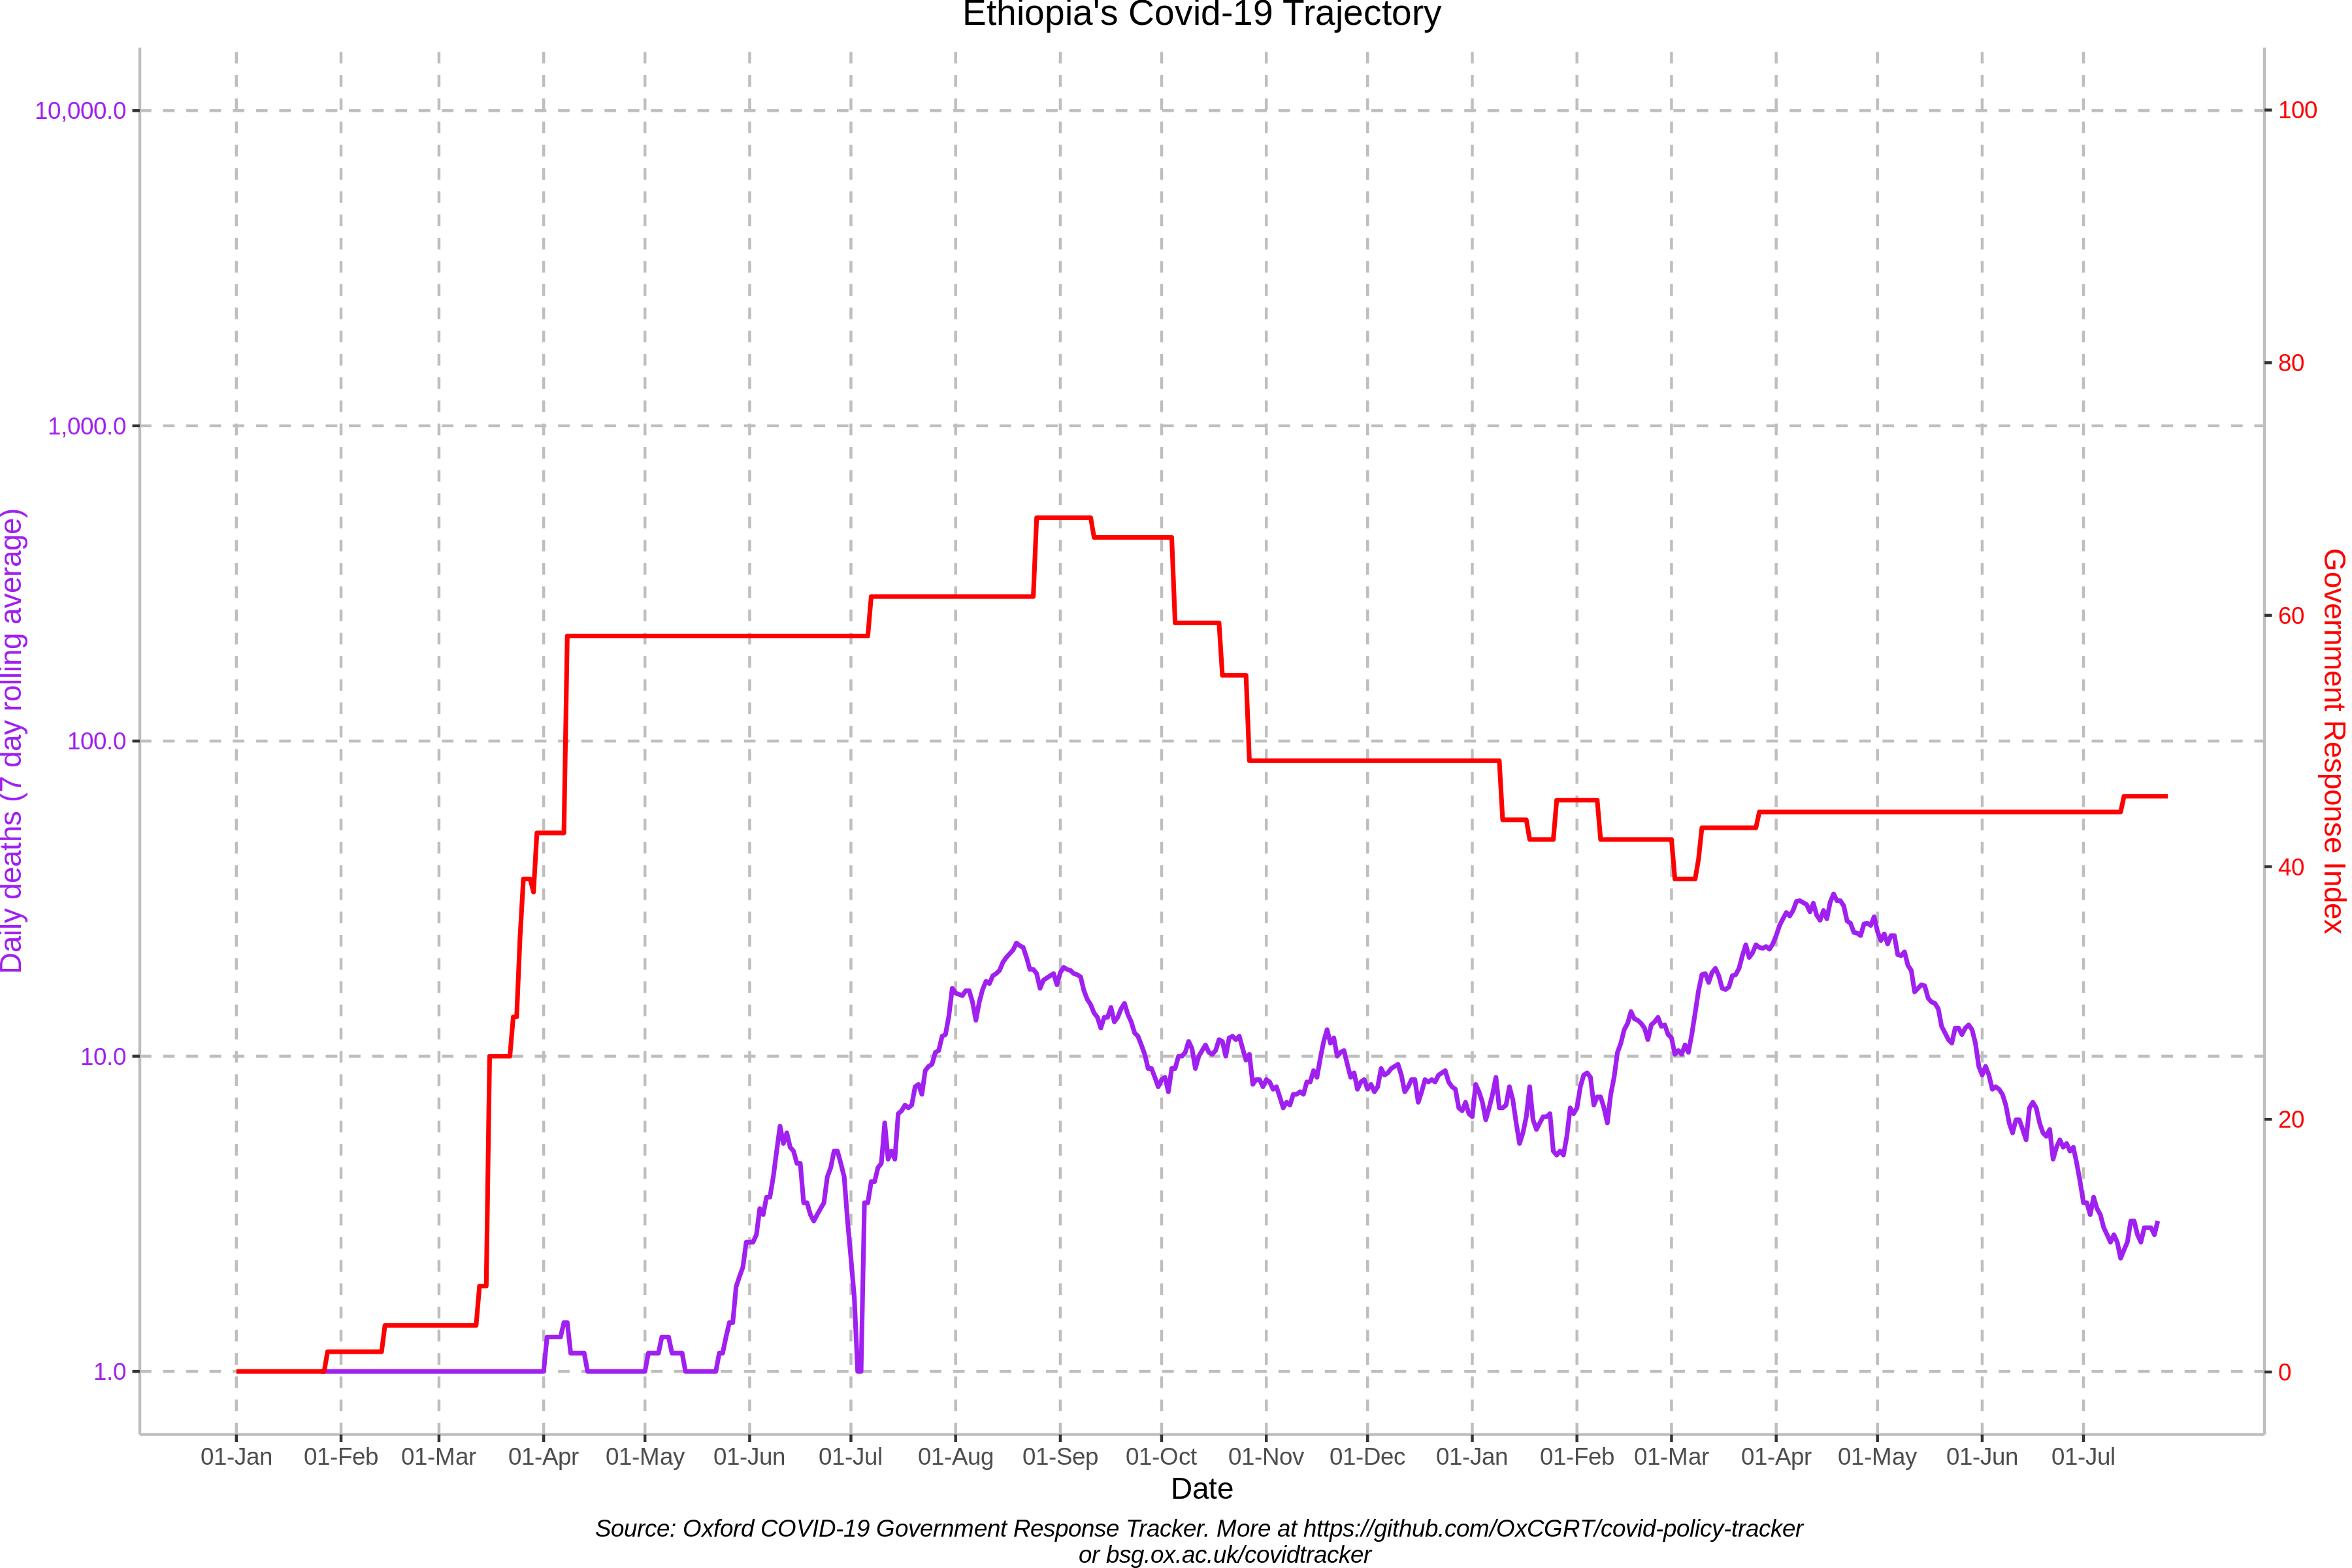 Ethiopia's Covid-19 Trajectory
10,000.0
1,000.0
100.0
10.0
1.0
Daily deaths (7 day rolling average)
100
80
60
40
20
0
Government Response Index
01-Jan 01-Feb 01-Mar 01-Apr 01-May 01-Jun 01-Jul 01-Aug 01-Sep 01-Oct 01-Nov 01-Dec 01-Jan 01-Feb 01-Mar 01-Apr 01-May 01-Jun 01-Jul
Date
Source: Oxford COVID-19 Government Response Tracker. More at https://github.com/OxCGRT/covid-policy-tracker
or bsg.ox.ac.uk/covidtracker